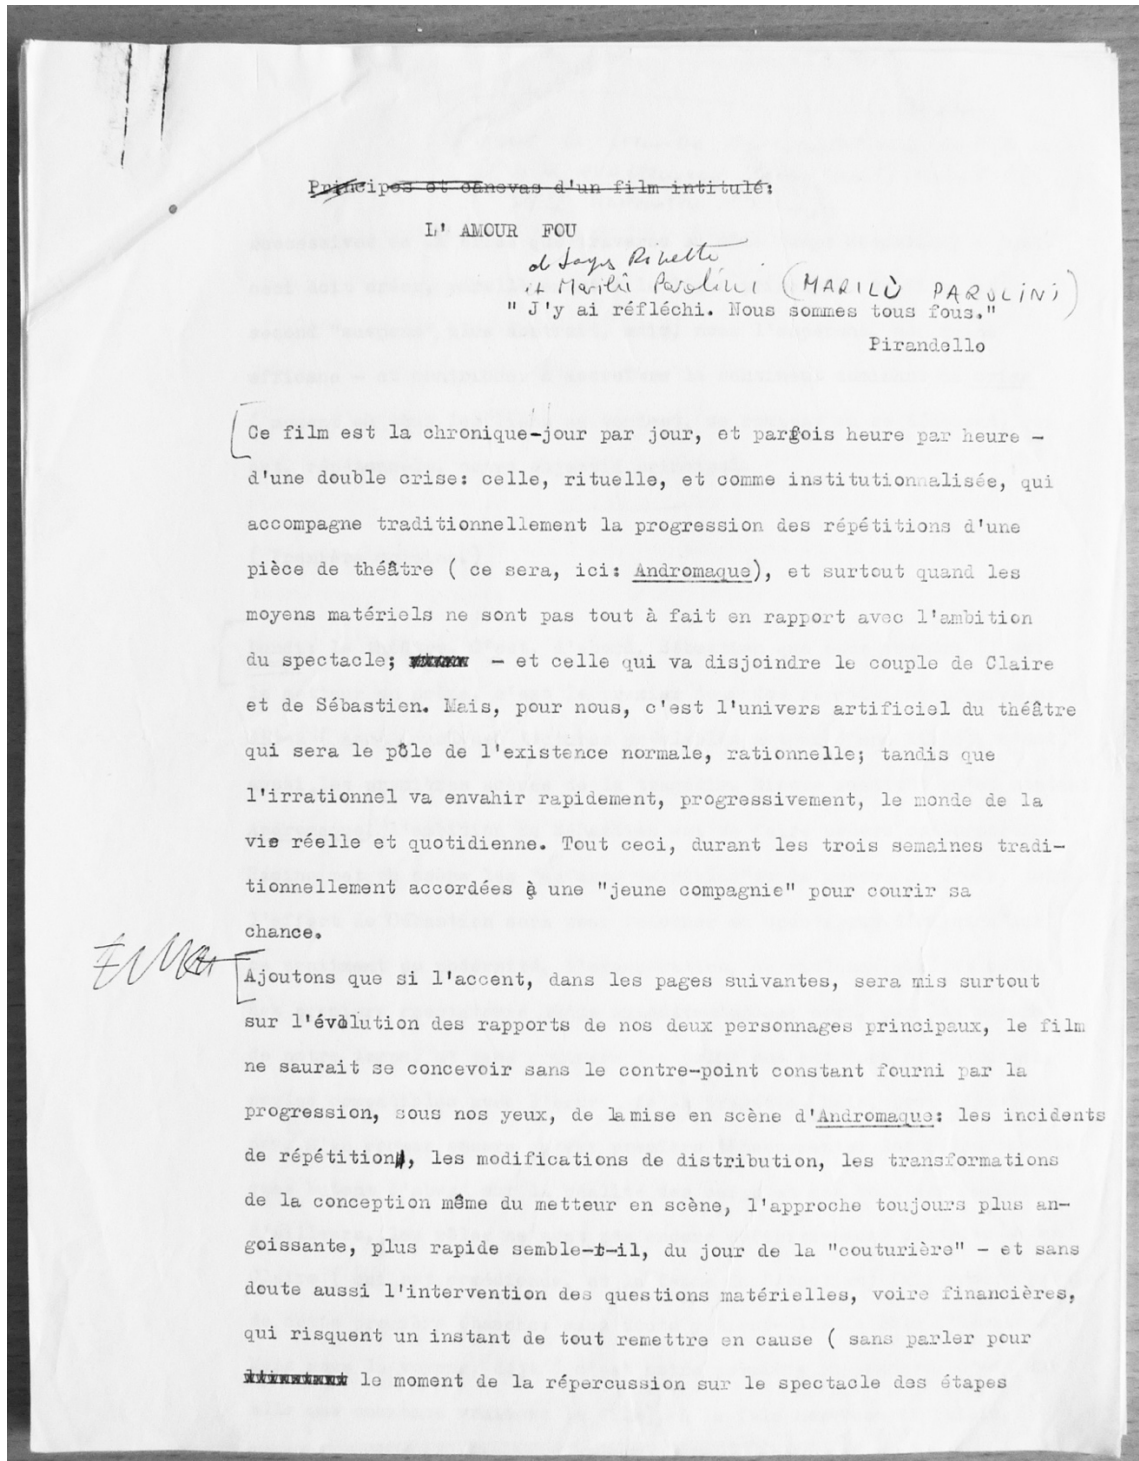 Principes et canevas d'un film intitulé:
L' AMOUR FOU
de Jacques Rivette
et Marilù Parolini (MARILÙ PAROLINI)
" J'y ai réfléchi. Nous sommes tous fous."
Pirandello
Ce film est la chronique-jour par jour, et parfois heure par heure -
d'une double crise: celle, rituelle, et comme institutionnalisée, qui
accompagne traditionnellement la progression des répétitions d'une
pièce de théâtre ( ce sera, ici: Andromaque), et surtout quand les
moyens matériels ne sont pas tout à fait en rapport avec l'ambition
du spectacle; - et celle qui va disjoindre le couple de Claire
et de Sébastien. Mais, pour nous, c'est l'univers artificiel du théâtre
qui sera le pôle de l'existence normale, rationnelle; tandis que
l'irrationnel va envahir rapidement, progressivement, le monde de la
vie réelle et quotidienne. Tout ceci, durant les trois semaines tradi-
tionnellement accordées à une "jeune compagnie" pour courir sa
chance.
Ajoutons que si l'accent, dans les pages suivantes, sera mis surtout
sur l'évolution des rapports de nos deux personnages principaux, le film
ne saurait se concevoir sans le contre-point constant fourni par la
progression, sous nos yeux, de la mise en scène d'Andromaque: les incidents
de répétition, les modifications de distribution, les transformations
de la conception même du metteur en scène, l'approche toujours plus an-
goissante, plus rapide semble-t-il, du jour de la "couturière" - et sans
doute aussi l'intervention des questions matérielles, voire financières,
qui risquent un instant de tout remettre en cause ( sans parler pour
le moment de la répercussion sur le spectacle des étapes